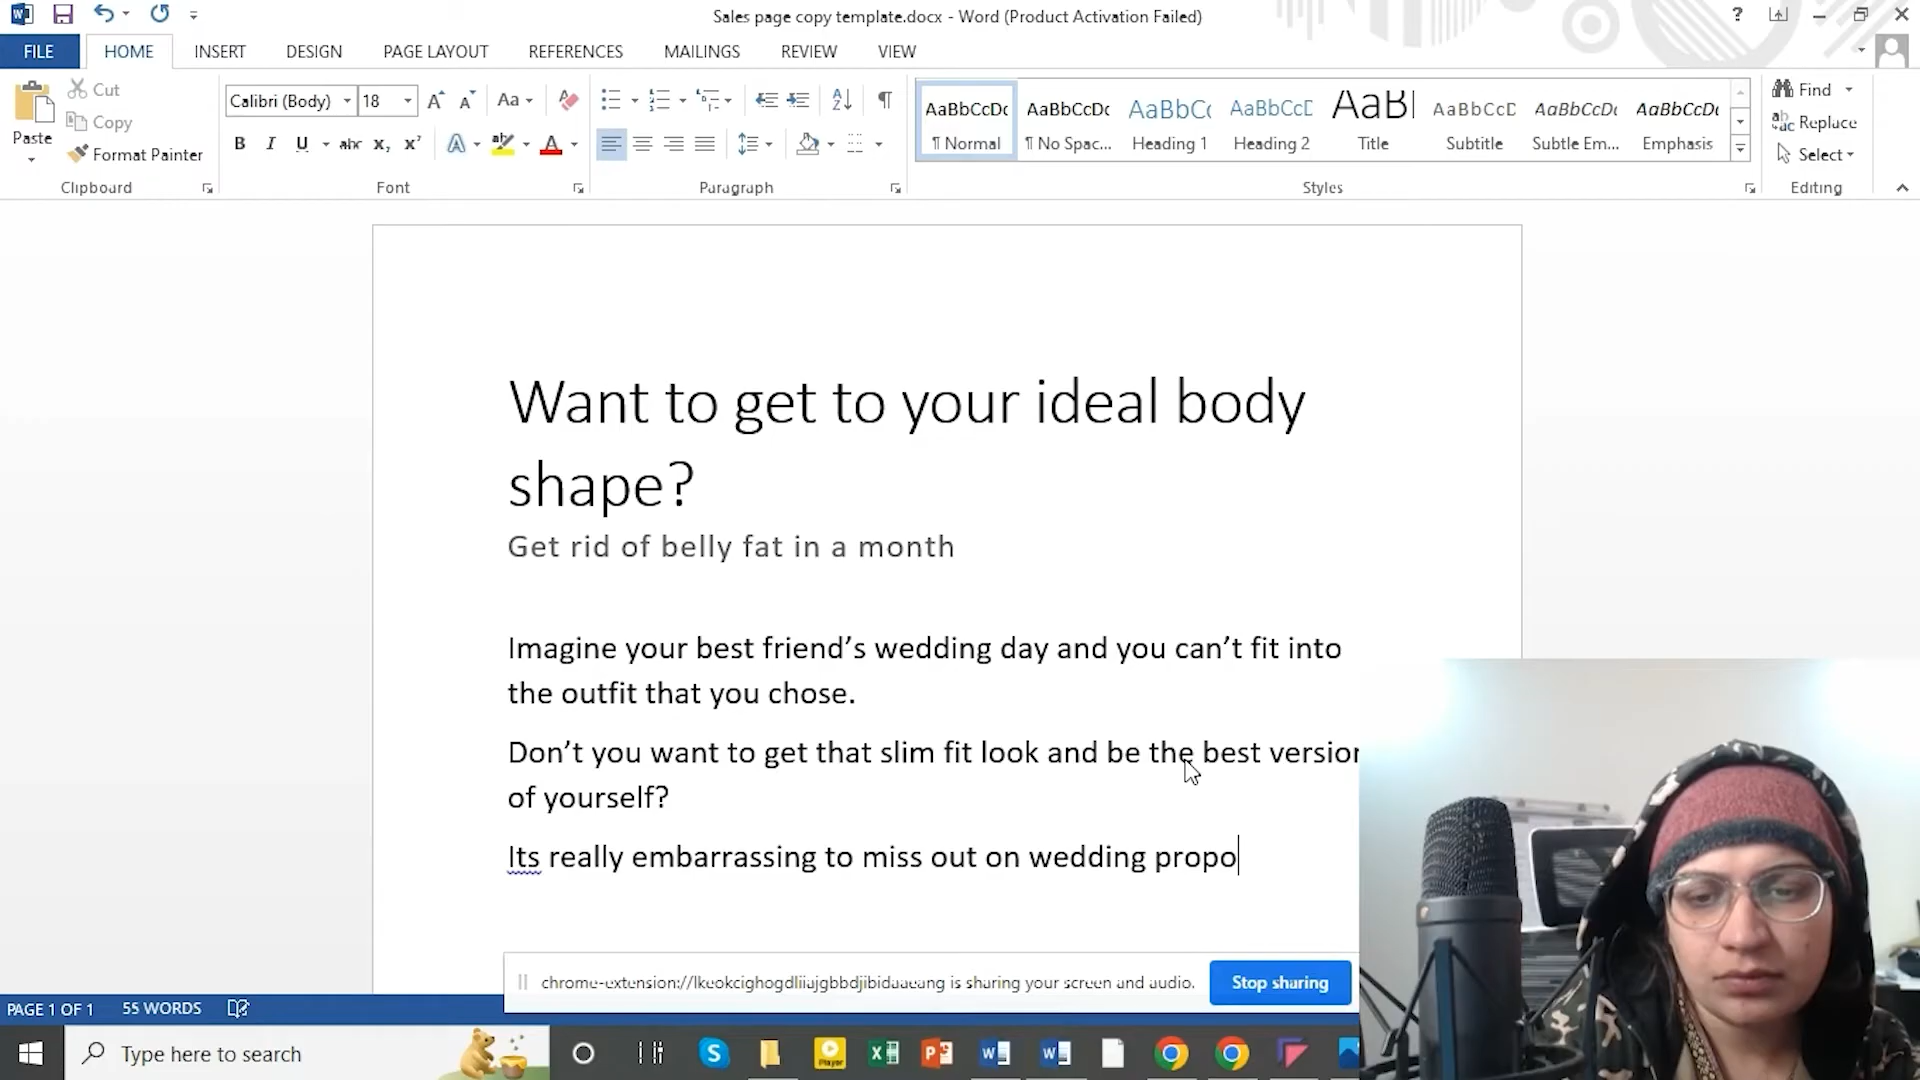 Sales page copy template.docx - Word (Product Activation Failed)
FILE HOME INSERT DESIGN PAGE LAYOUT REFERENCES MAILINGS REVIEW VIEW
Paste
Cut
Copy
Format Painter
Clipboard
Calibri (Body) 18
Font
Paragraph
AaBbCcDc AaBbCcDc AaBbC AaBbCcD AaB AaBbCcD AaBbCcDc AaBbCcDc
¶ Normal ¶ No Spac... Heading 1 Heading 2 Title Subtitle Subtle Em... Emphasis
Styles
Find
Replace
Select
Editing
Want to get to your ideal body
shape?
Get rid of belly fat in a month
Imagine your best friend’s wedding day and you can’t fit into
the outfit that you chose.
Don’t you want to get that slim fit look and be the best version
of yourself?
Its really embarrassing to miss out on wedding propo
is sharing your screen and audio.
Stop sharing
PAGE 1 OF 1 55 WORDS
Type here to search
Player